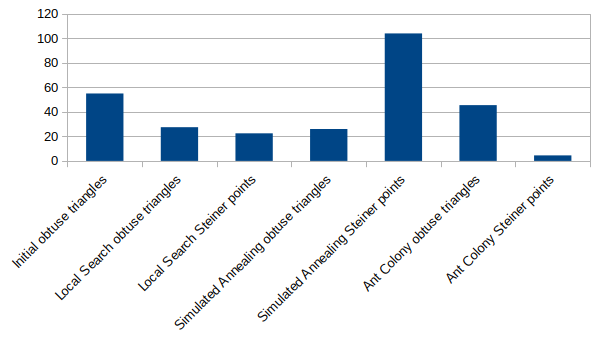 120
100
80
60
40
20
0
Initial obtuse triangles
Local Search obtuse triangles
Local Search Steiner points
Simulated Annealing obtuse triangles
Simulated Annealing Steiner points
Ant Colony obtuse triangles
Ant Colony Steiner points